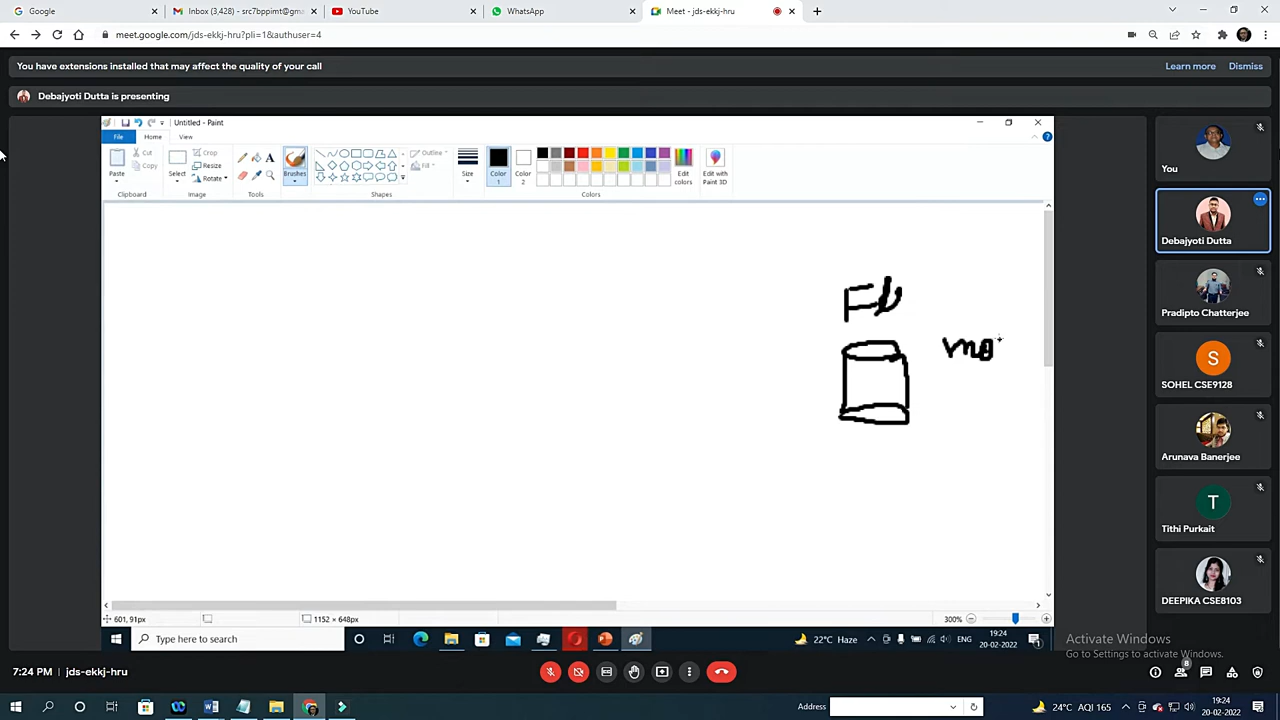 Google
Inbox (3,428) - src7bppimt@gma
YouTube
WhatsApp
Meet - jds-ekkj-hru
meet.google.com/jds-ekkj-hru?pli=1&authuser=4
You have extensions installed that may affect the quality of your call
Learn more
Dismiss
Debajyoti Dutta is presenting
Untitled - Paint
File
Home
View
Paste
Cut
Copy
Clipboard
Select
Crop
Resize
Rotate
Image
A
Tools
Brushes
Outline
Fill
Shapes
Size
Color 1
Color 2
Edit colors
Edit with Paint 3D
Colors
Fb
mo
You
Debajyoti Dutta
Pradipto Chatterjee
S
SOHEL CSE9128
Arunava Banerjee
T
Tithi Purkait
DEEPIKA CSE8103
601, 91px
1152 × 648px
300%
Type here to search
22°C Haze
ENG
19:24
20-02-2022
Activate Windows
Go to Settings to activate Windows.
7:24 PM
jds-ekkj-hru
8
Address
24°C AQI 165
19:24
20-02-2022